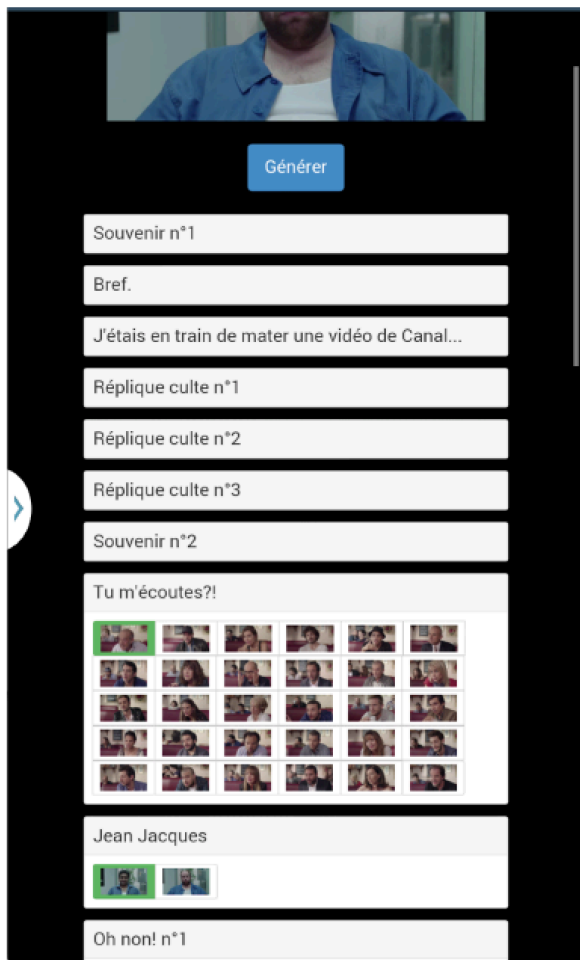 Générer
Souvenir n°1
Bref.
J'étais en train de mater une vidéo de Canal...
Réplique culte n°1
Réplique culte n°2
Réplique culte n°3
Souvenir n°2
Tu m'écoutes?!
Jean Jacques
Oh non! n°1